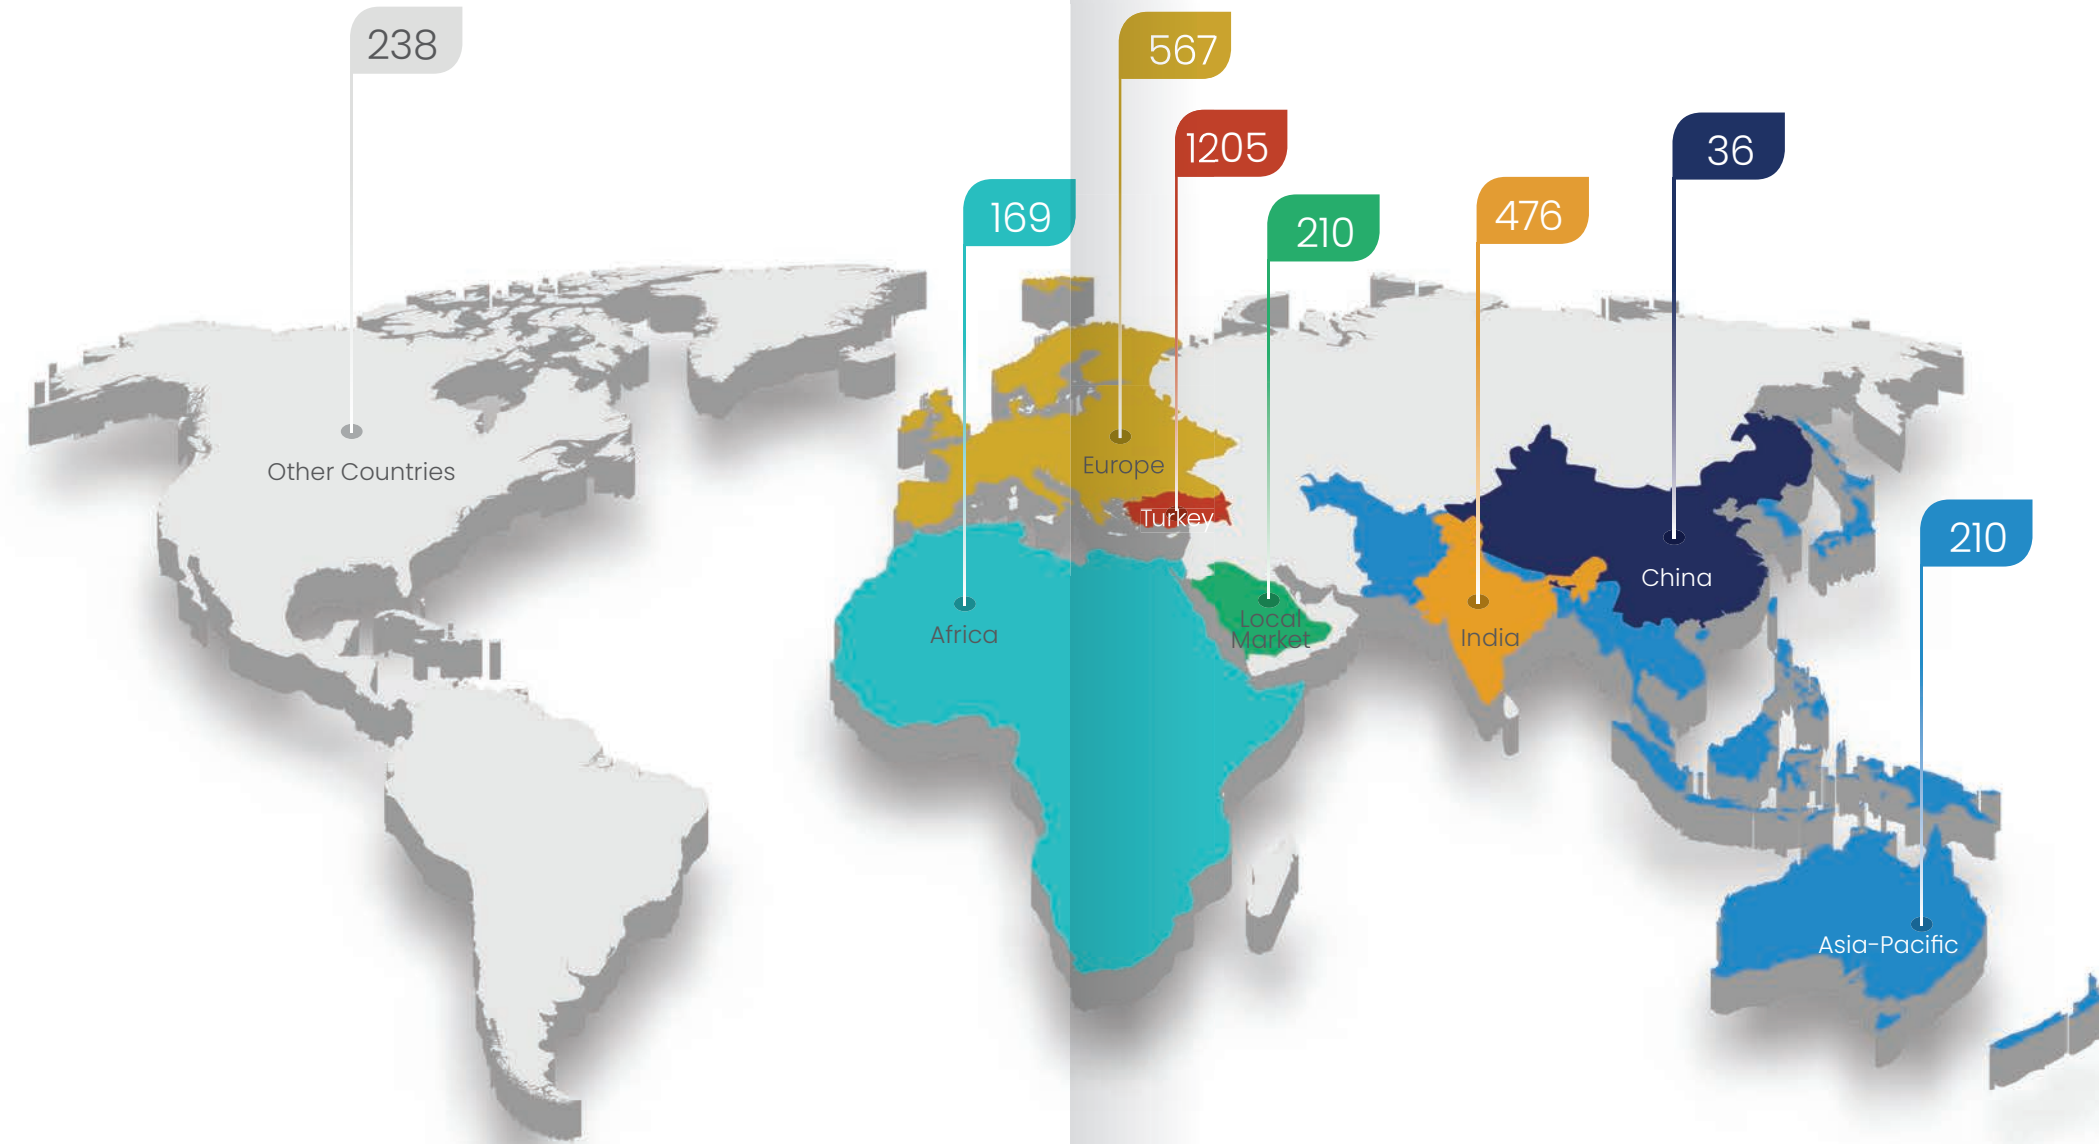 238
567
1205
36
169
476
210
Other Countries
Europe
Turkey
210
China
Local
Market
Africa
India
Asia-Pacific